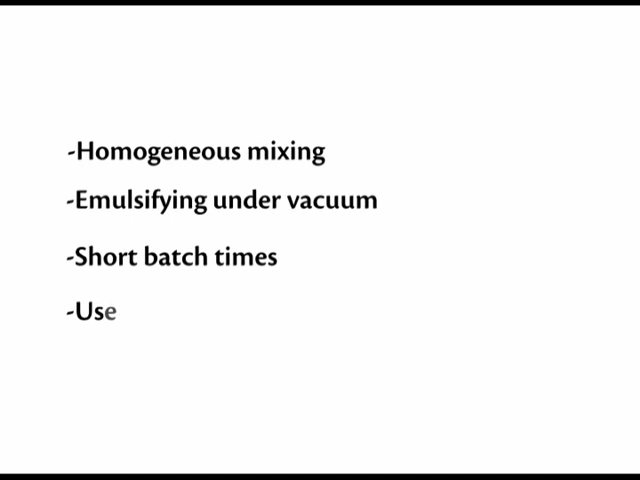 -Homogeneous mixing
-Emulsifying under vacuum
-Short batch times
-Use